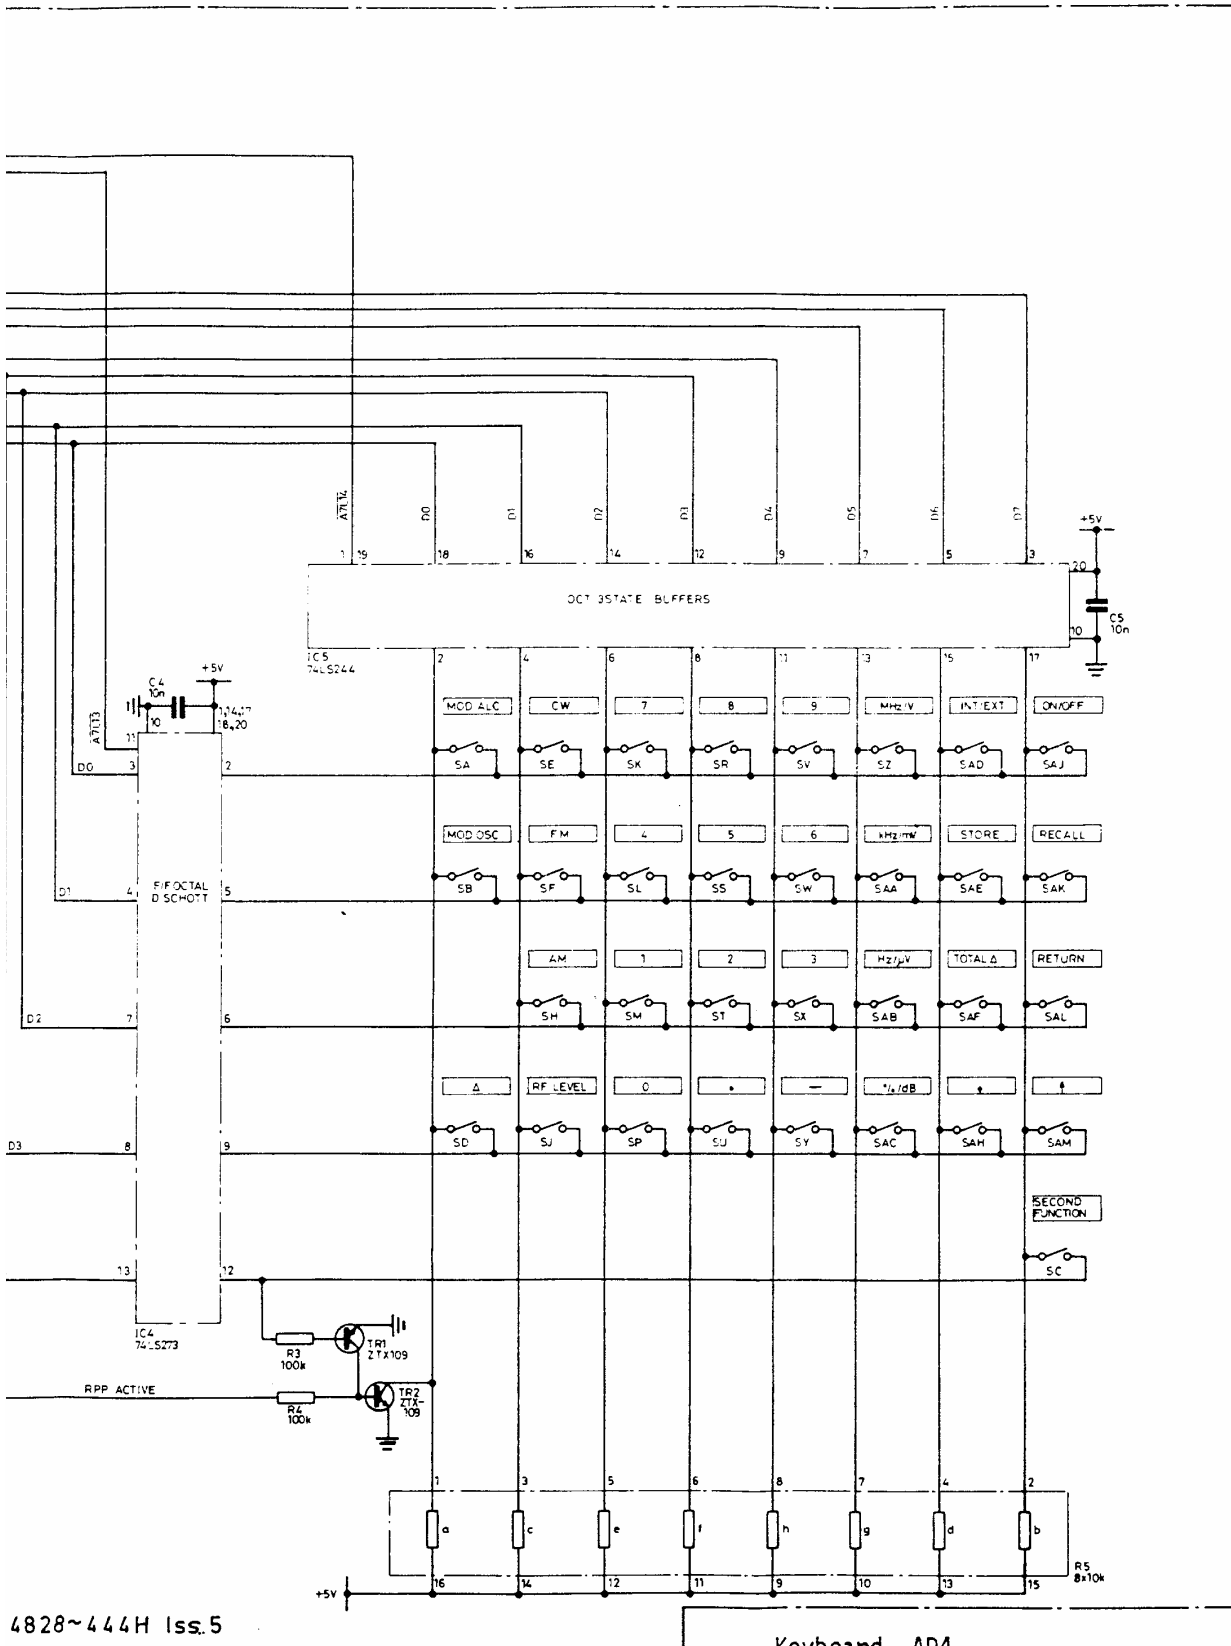 A7L14
D0
D1
D2
D3
D4
D5
D6
D7
+5V
1 19 18 16 14 12 9 7 5 3
20
OCT 3STATE BUFFERS
C5
10n
10
IC5
74LS244
2 4 6 8 11 13 15 17
+5V
C4
10n
1,14,17
18,20
10
A7L13
11
MOD ALC CW 7 8 9 MHz/V INT/EXT ON/OFF
D0 3 2
SA SE SK SR SV SZ SAD SAJ
MOD OSC FM 4 5 6 kHz/mV STORE RECALL
D1 4 5
F/F OCTAL
D SCHOTT
SB SF SL SS SW SAA SAE SAK
AM 1 2 3 Hz/µV TOTAL Δ RETURN
D2 7 6
SH SM ST SX SAB SAF SAL
Δ RF LEVEL 0 • — %/dB
D3 8 9
SD SJ SP SU SY SAC SAH SAM
SECOND
FUNCTION
13 12
SC
IC4
74LS273
R3
100k
TR1
ZTX109
RPP ACTIVE
R4
100k
TR2
ZTX-
109
1 3 5 6 8 7 4 2
a c e f h g d b
R5
8x10k
16 14 12 11 9 10 13 15
+5V
4828~444H Iss.5
Keyboard AD4